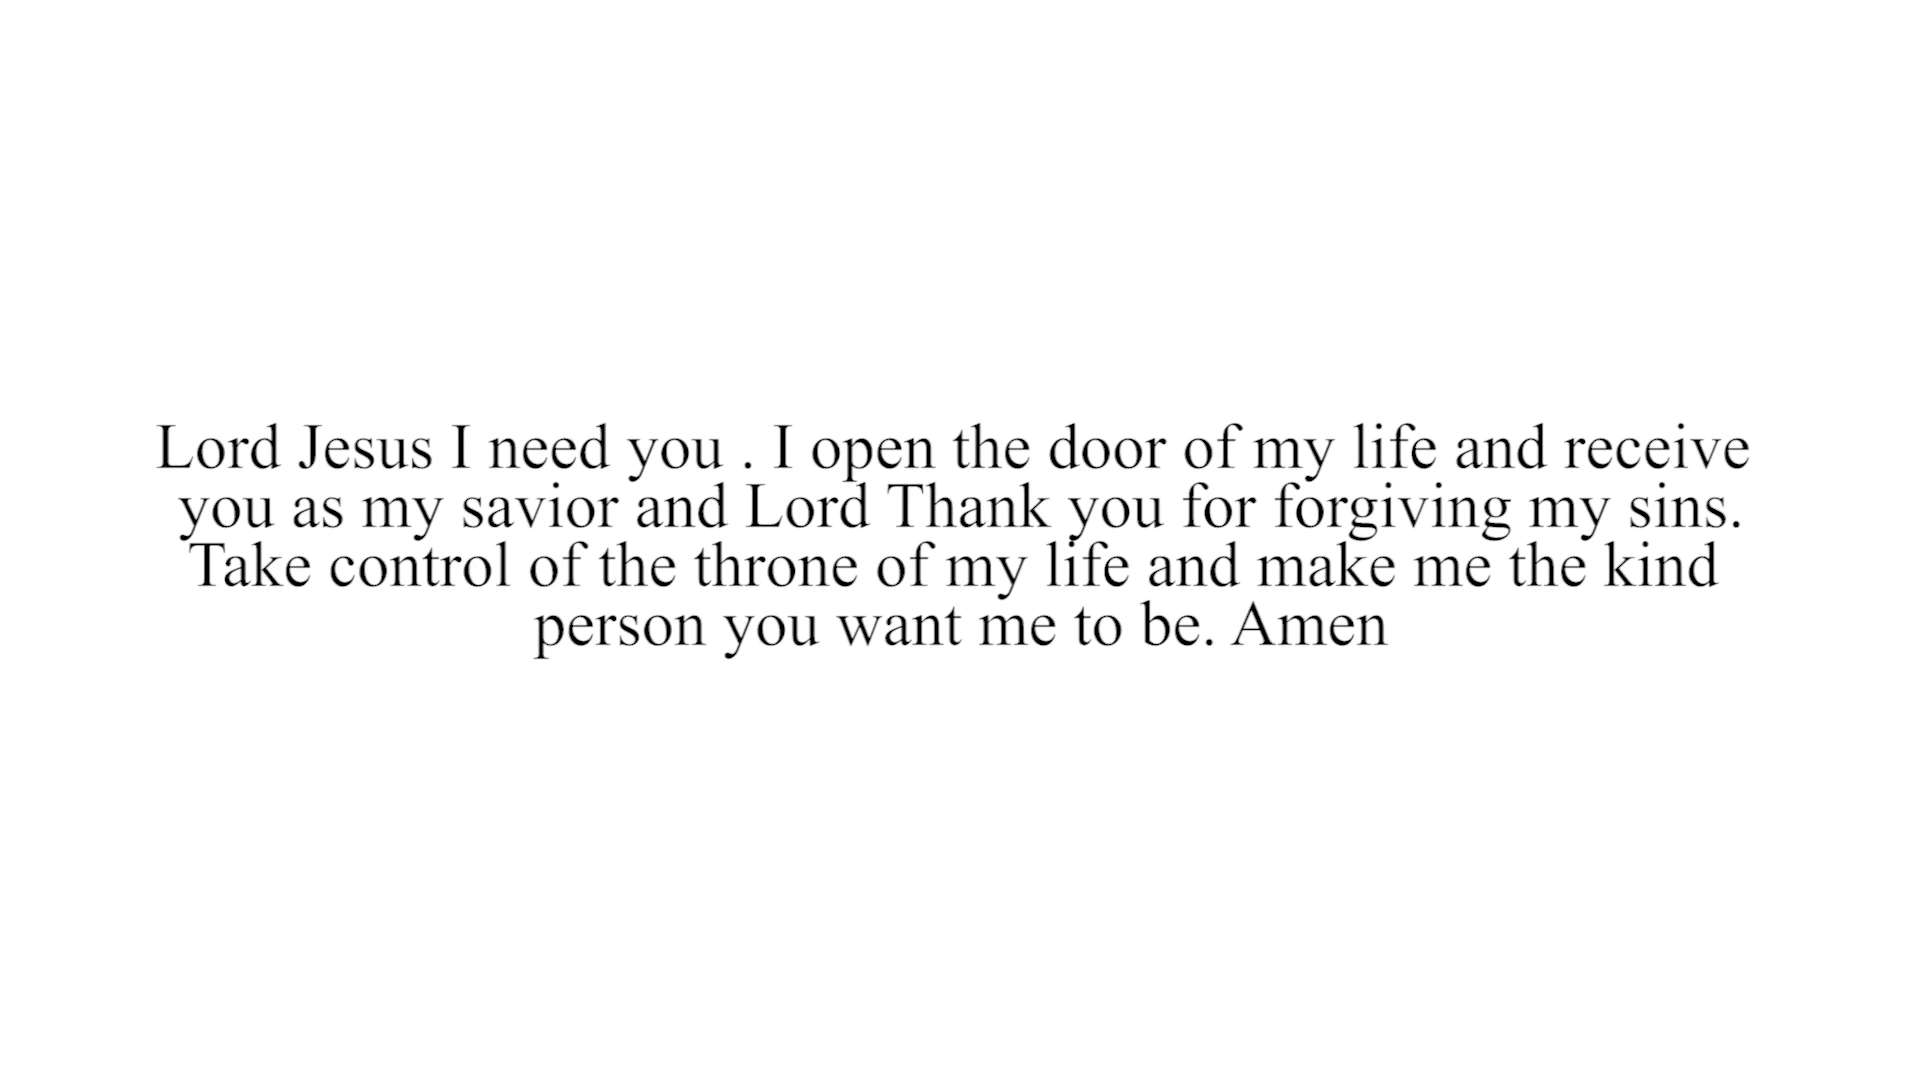 Lord Jesus I need you . I open the door of my life and receive
you as my savior and Lord Thank you for forgiving my sins.
Take control of the throne of my life and make me the kind
person you want me to be. Amen